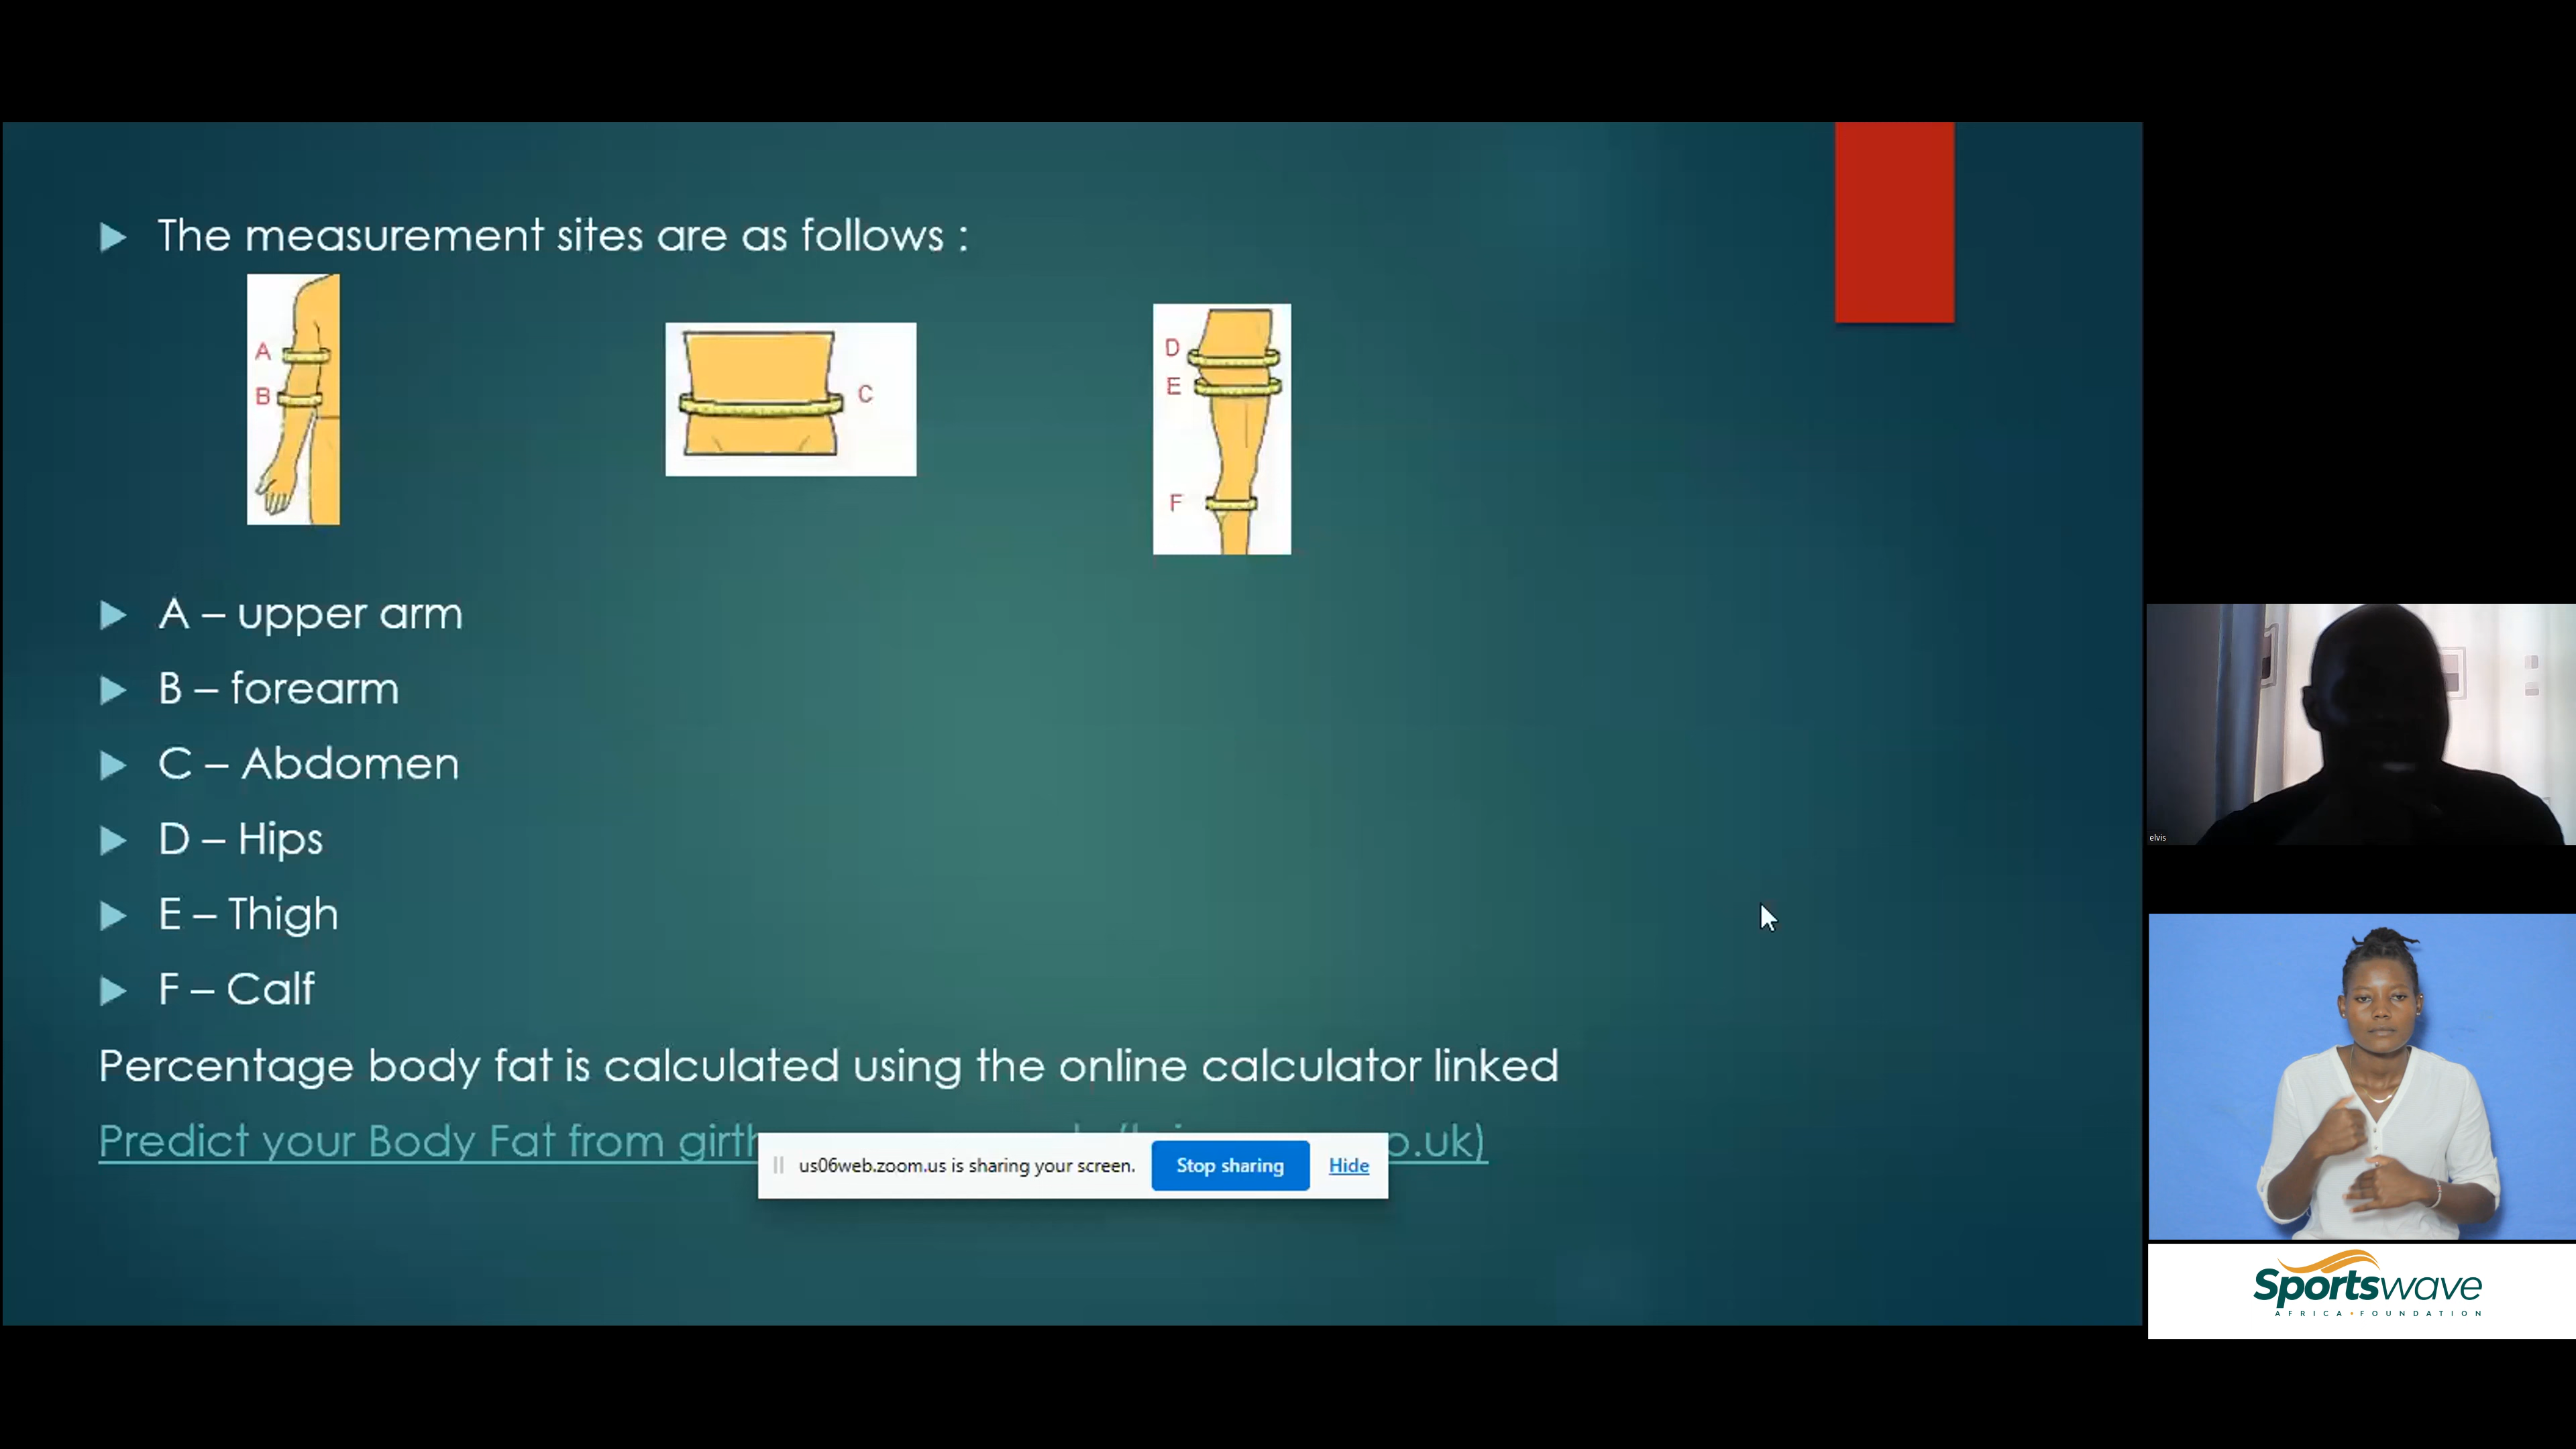 The measurement sites are as follows :
A
B
C
D
E
F
A – upper arm
B – forearm
C – Abdomen
D – Hips
E – Thigh
F – Calf
Percentage body fat is calculated using the online calculator linked
Predict your Body Fat from girth
us06web.zoom.us is sharing your screen.
Stop sharing
Hide
elvis
Sportswave
AFRICA • FOUNDATION